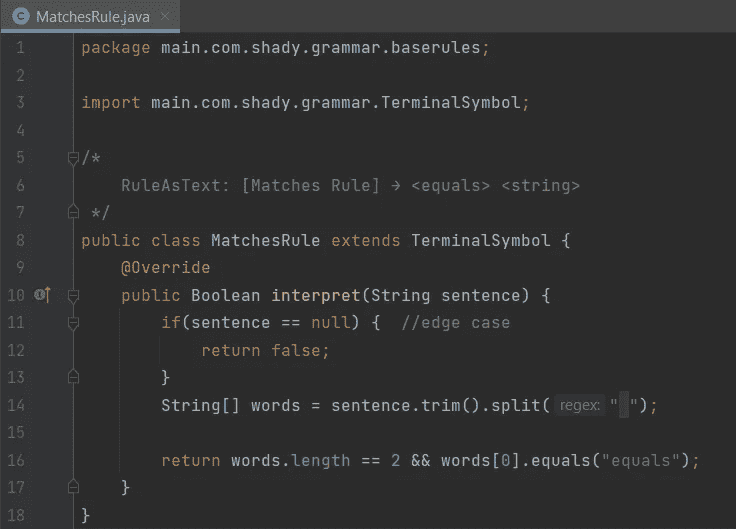 MatchesRule.java
1 package main.com.shady.grammar.baserules;
2
3 import main.com.shady.grammar.TerminalSymbol;
4
5 /*
6 RuleAsText: [Matches Rule] → <equals> <string>
7 */
8 public class MatchesRule extends TerminalSymbol {
9 @Override
10 public Boolean interpret(String sentence) {
11 if(sentence == null) { //edge case
12 return false;
13 }
14 String[] words = sentence.trim().split( regex: " ");
15
16 return words.length == 2 && words[0].equals("equals");
17 }
18 }